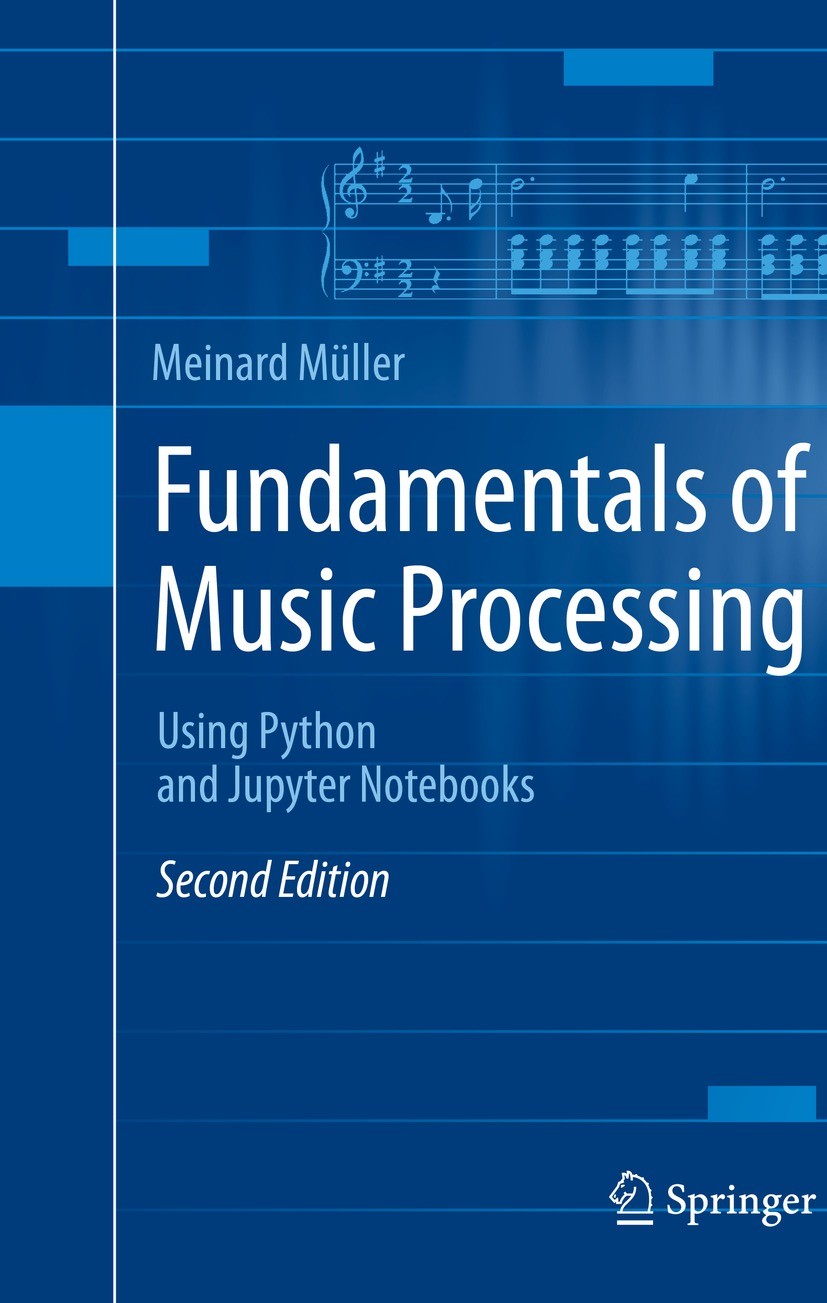 Meinard Müller
Fundamentals of
Music Processing
Using Python
and Jupyter Notebooks
Second Edition
Springer